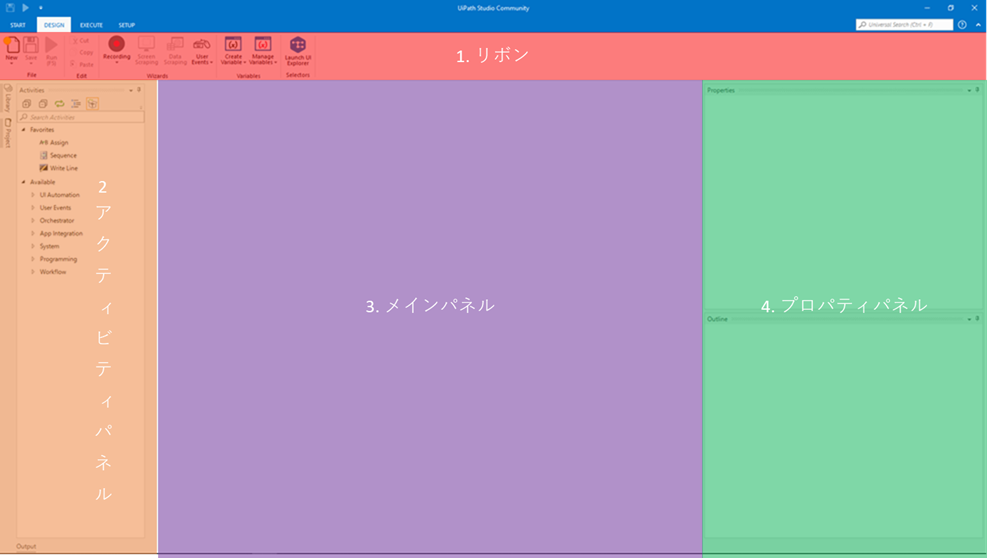 UiPath Studio Community
START DESIGN EXECUTE SETUP
Universal Search (Ctrl + F)
New Save Run (F5)
Cut
Copy
Paste
Recording Screen Scraping Data Scraping User Events
Create Variable Manage Variables
Launch UI Explorer
File Edit Wizards Variables Selectors
1. リボン
Library
Project
Activities
Search Activities
Favorites
Assign
Sequence
Write Line
Available
UI Automation
User Events
Orchestrator
App Integration
System
Programming
Workflow
2 アクティビティパネル
3. メインパネル
Properties
4. プロパティパネル
Outline
Output